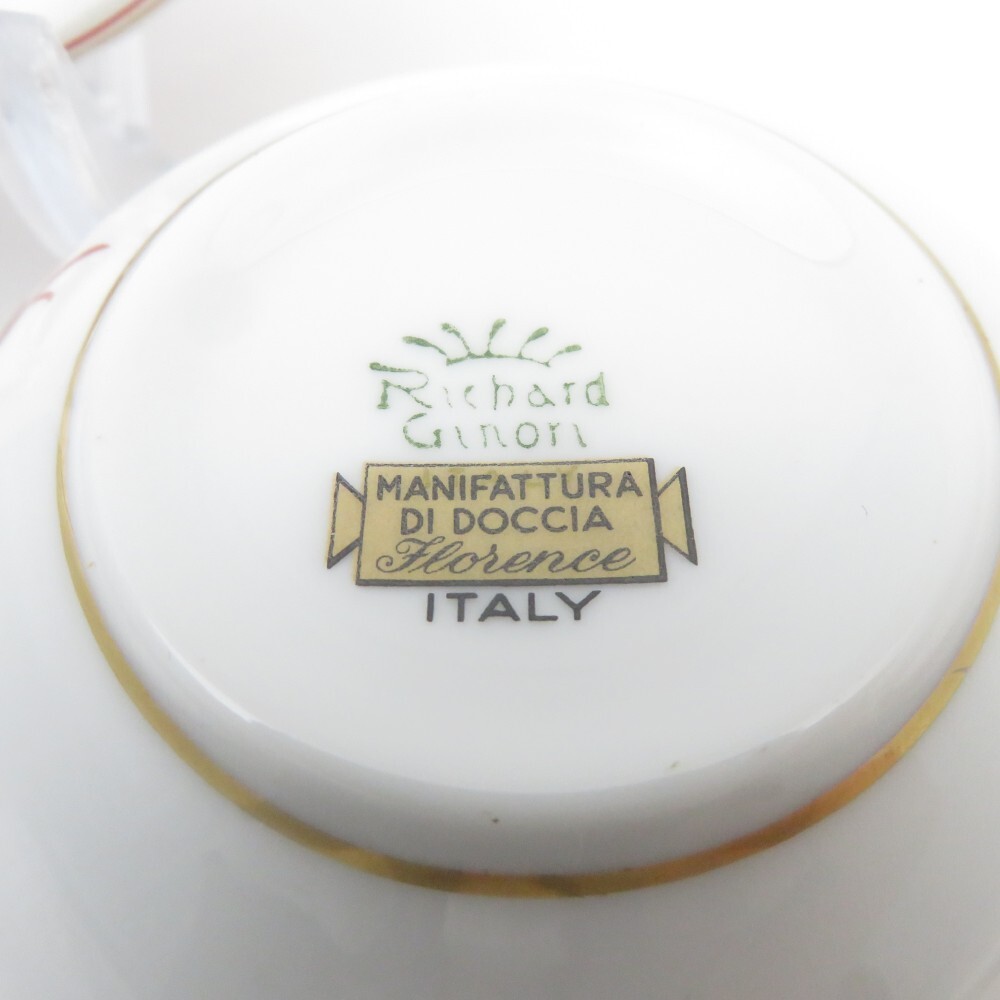 Richard
Ginori
MANIFATTURA
DI DOCCIA
Florence
ITALY